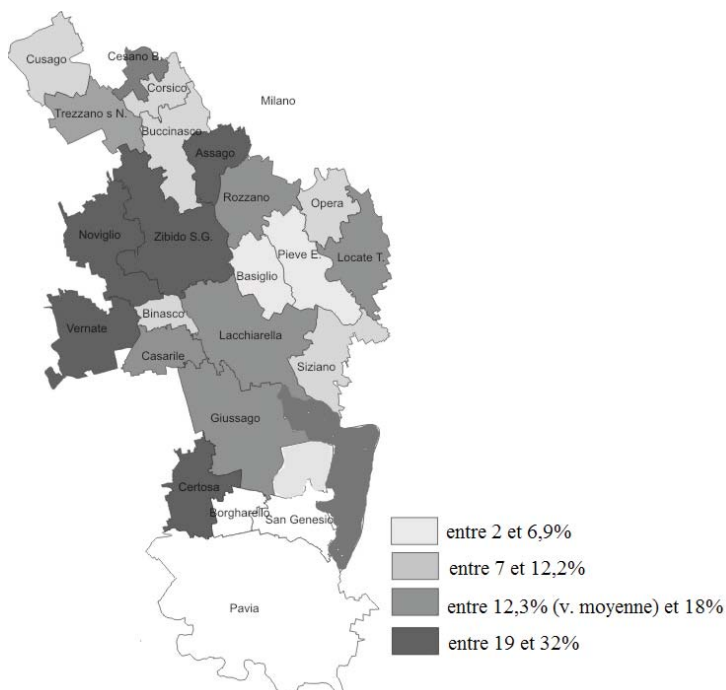 Cusago
Cesano B.
Corsico
Milano
Trezzano s N.
Buccinasco
Assago
Rozzano
Opera
Noviglio
Zibido S.G.
Pieve E.
Locate T.
Basiglio
Vernate
Binasco
Lacchiarella
Casarile
Siziano
Giussago
Certosa
Borgharello
San Genesio
Pavia
entre 2 et 6,9%
entre 7 et 12,2%
entre 12,3% (v. moyenne) et 18%
entre 19 et 32%